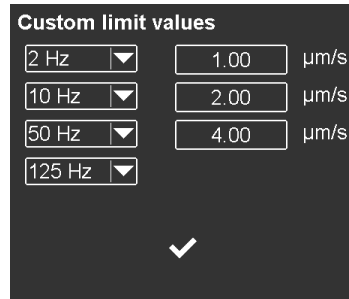 Custom limit values
2 Hz 1.00 µm/s
10 Hz 2.00 µm/s
50 Hz 4.00 µm/s
125 Hz